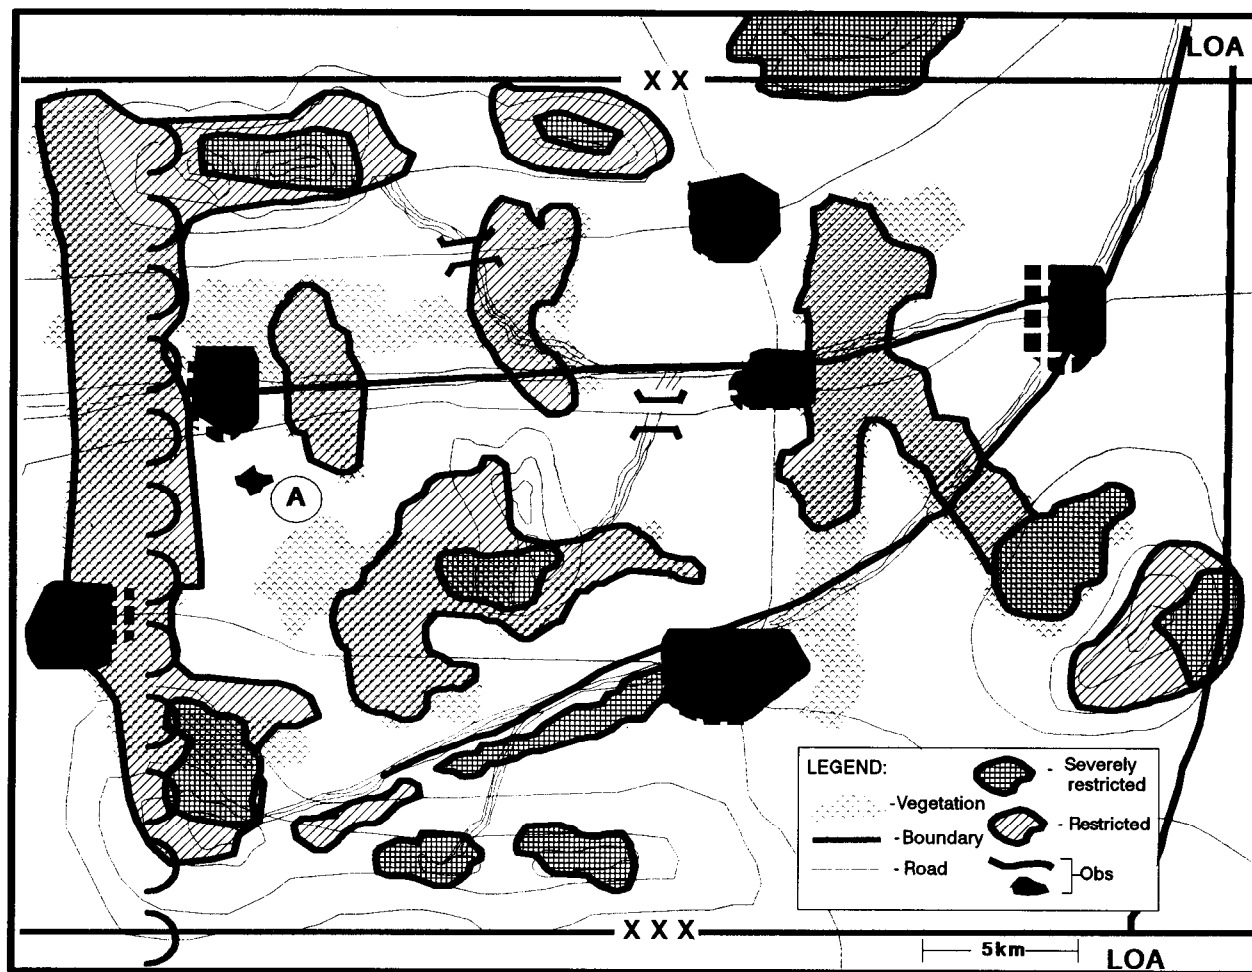 LOA
X X
A
LEGEND:
- Severely
restricted
-Vegetation
- Boundary
- Restricted
- Road
-Obs
X X X
5km
LOA